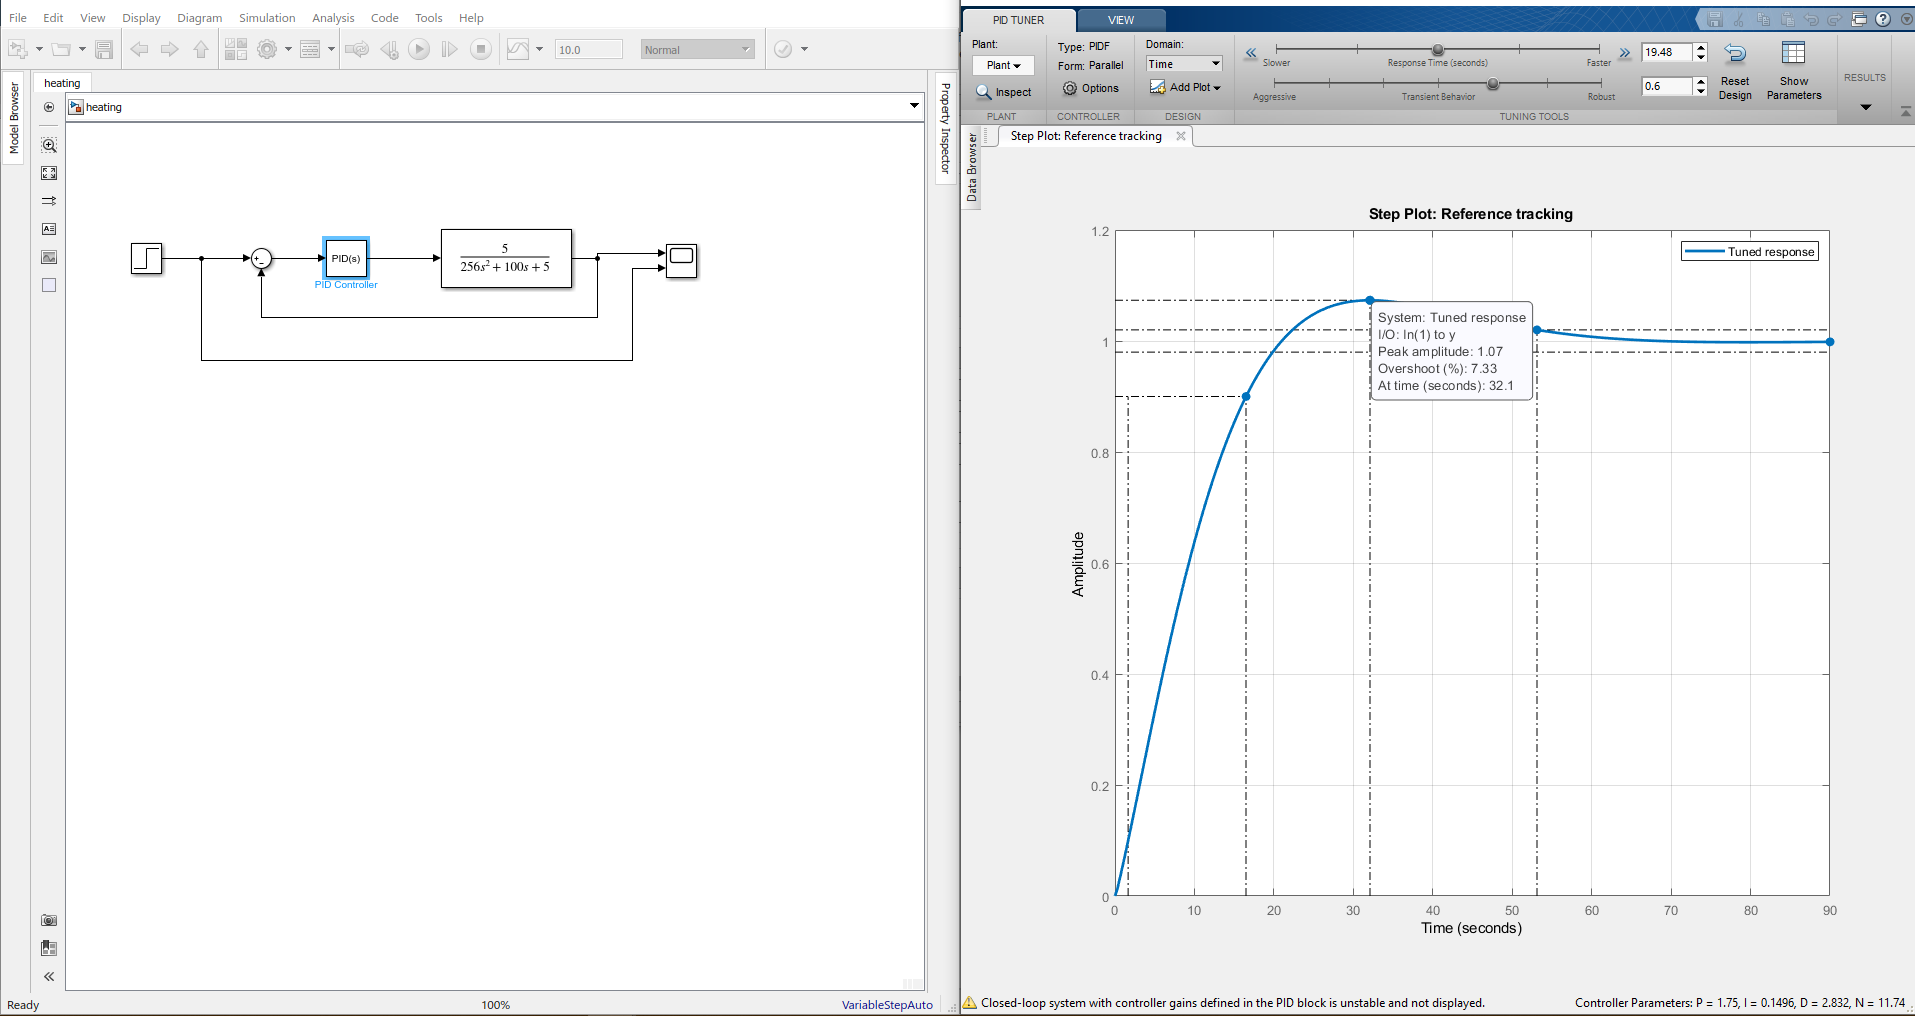 File Edit View Display Diagram Simulation Analysis Code Tools Help
10.0 Normal
Model Browser
heating
heating
Property Inspector
PID(s)
PID Controller
5
256s² + 100s + 5
+
-
Ready 100% VariableStepAuto
PID TUNER VIEW
Plant:
Plant
Inspect
PLANT
Type: PIDF
Form: Parallel
Options
CONTROLLER
Domain:
Time
Add Plot
DESIGN
Slower Response Time (seconds) Faster
19.48
Aggressive Transient Behavior Robust
0.6
Reset
Design
Show
Parameters
TUNING TOOLS
RESULTS
Data Browser
Step Plot: Reference tracking
Step Plot: Reference tracking
Tuned response
System: Tuned response
I/O: In(1) to y
Peak amplitude: 1.07
Overshoot (%): 7.33
At time (seconds): 32.1
1.2
1
0.8
0.6
0.4
0.2
0
Amplitude
0 10 20 30 40 50 60 70 80 90
Time (seconds)
Closed-loop system with controller gains defined in the PID block is unstable and not displayed.
Controller Parameters: P = 1.75, I = 0.1496, D = 2.832, N = 11.74